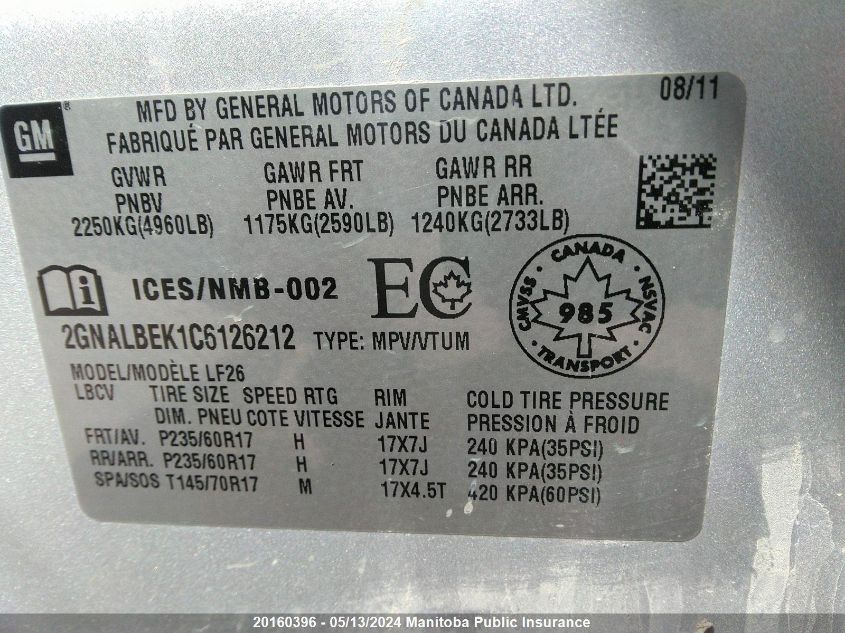 GM
MFD BY GENERAL MOTORS OF CANADA LTD. 08/11
FABRIQUÉ PAR GENERAL MOTORS DU CANADA LTÉE
GVWR GAWR FRT GAWR RR
PNBV PNBE AV. PNBE ARR.
2250KG(4960LB) 1175KG(2590LB) 1240KG(2733LB)
i ICES/NMB-002 EC
CANADA
CMVSS NSVAC
985
SVAMC
TRANSPORT
2GNALBEK1C6126212 TYPE: MPV/VTUM
MODEL/MODÈLE LF26
LBCV TIRE SIZE SPEED RTG RIM COLD TIRE PRESSURE
DIM. PNEU COTE VITESSE JANTE PRESSION À FROID
FRT/AV. P235/60R17 H 17X7J 240 KPA(35PSI)
RR/ARR. P235/60R17 H 17X7J 240 KPA(35PSI)
SPA/SOS T145/70R17 M 17X4.5T 420 KPA(60PSI)
20160396 - 05/13/2024 Manitoba Public Insurance